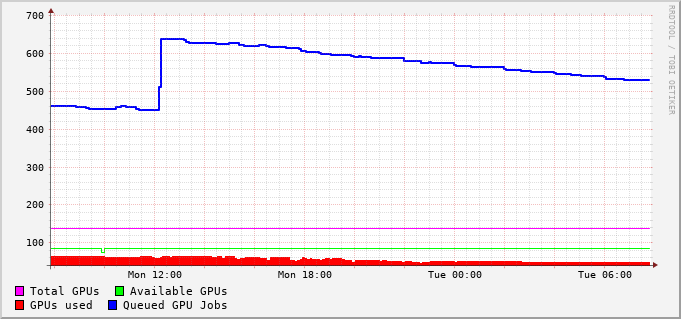 700
600
500
400
300
200
100
Mon 12:00 Mon 18:00 Tue 00:00 Tue 06:00
Total GPUs Available GPUs
GPUs used Queued GPU Jobs
RRDTOOL / TOBI OETIKER